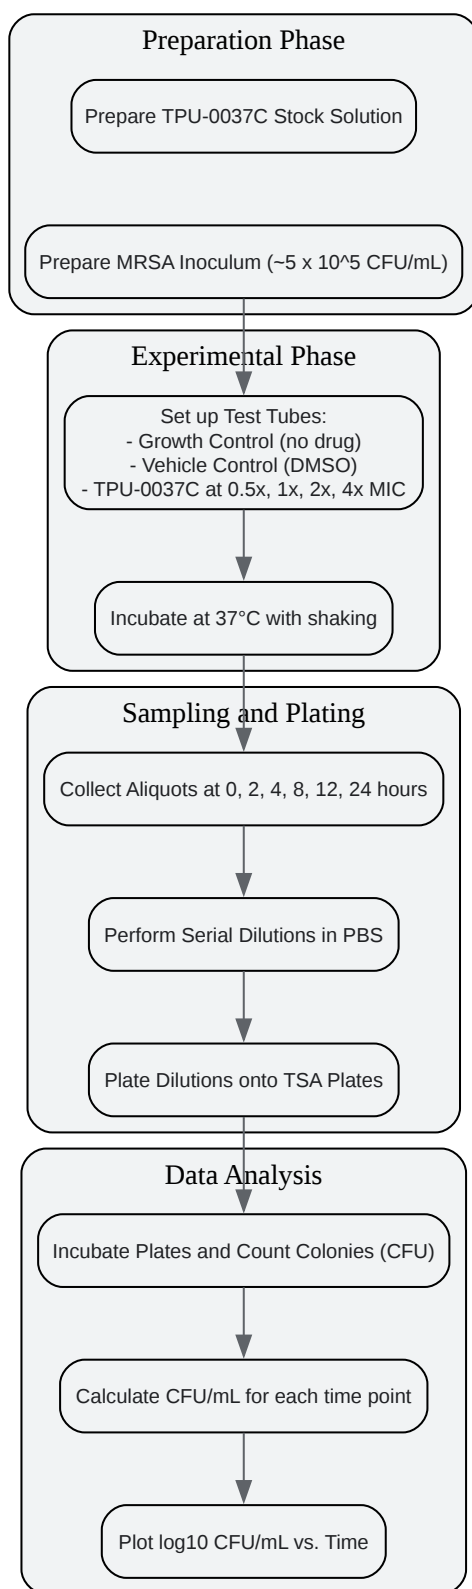 Preparation Phase
Prepare TPU-0037C Stock Solution
Prepare MRSA Inoculum (~5 x 10^5 CFU/mL)
Experimental Phase
Set up Test Tubes:
- Growth Control (no drug)
- Vehicle Control (DMSO)
- TPU-0037C at 0.5x, 1x, 2x, 4x MIC
Incubate at 37°C with shaking
Sampling and Plating
Collect Aliquots at 0, 2, 4, 8, 12, 24 hours
Perform Serial Dilutions in PBS
Plate Dilutions onto TSA Plates
Data Analysis
Incubate Plates and Count Colonies (CFU)
Calculate CFU/mL for each time point
Plot log10 CFU/mL vs. Time